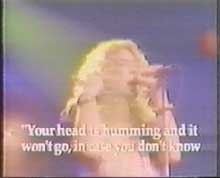 "Your head is humming and it
won't go, in case you don't know